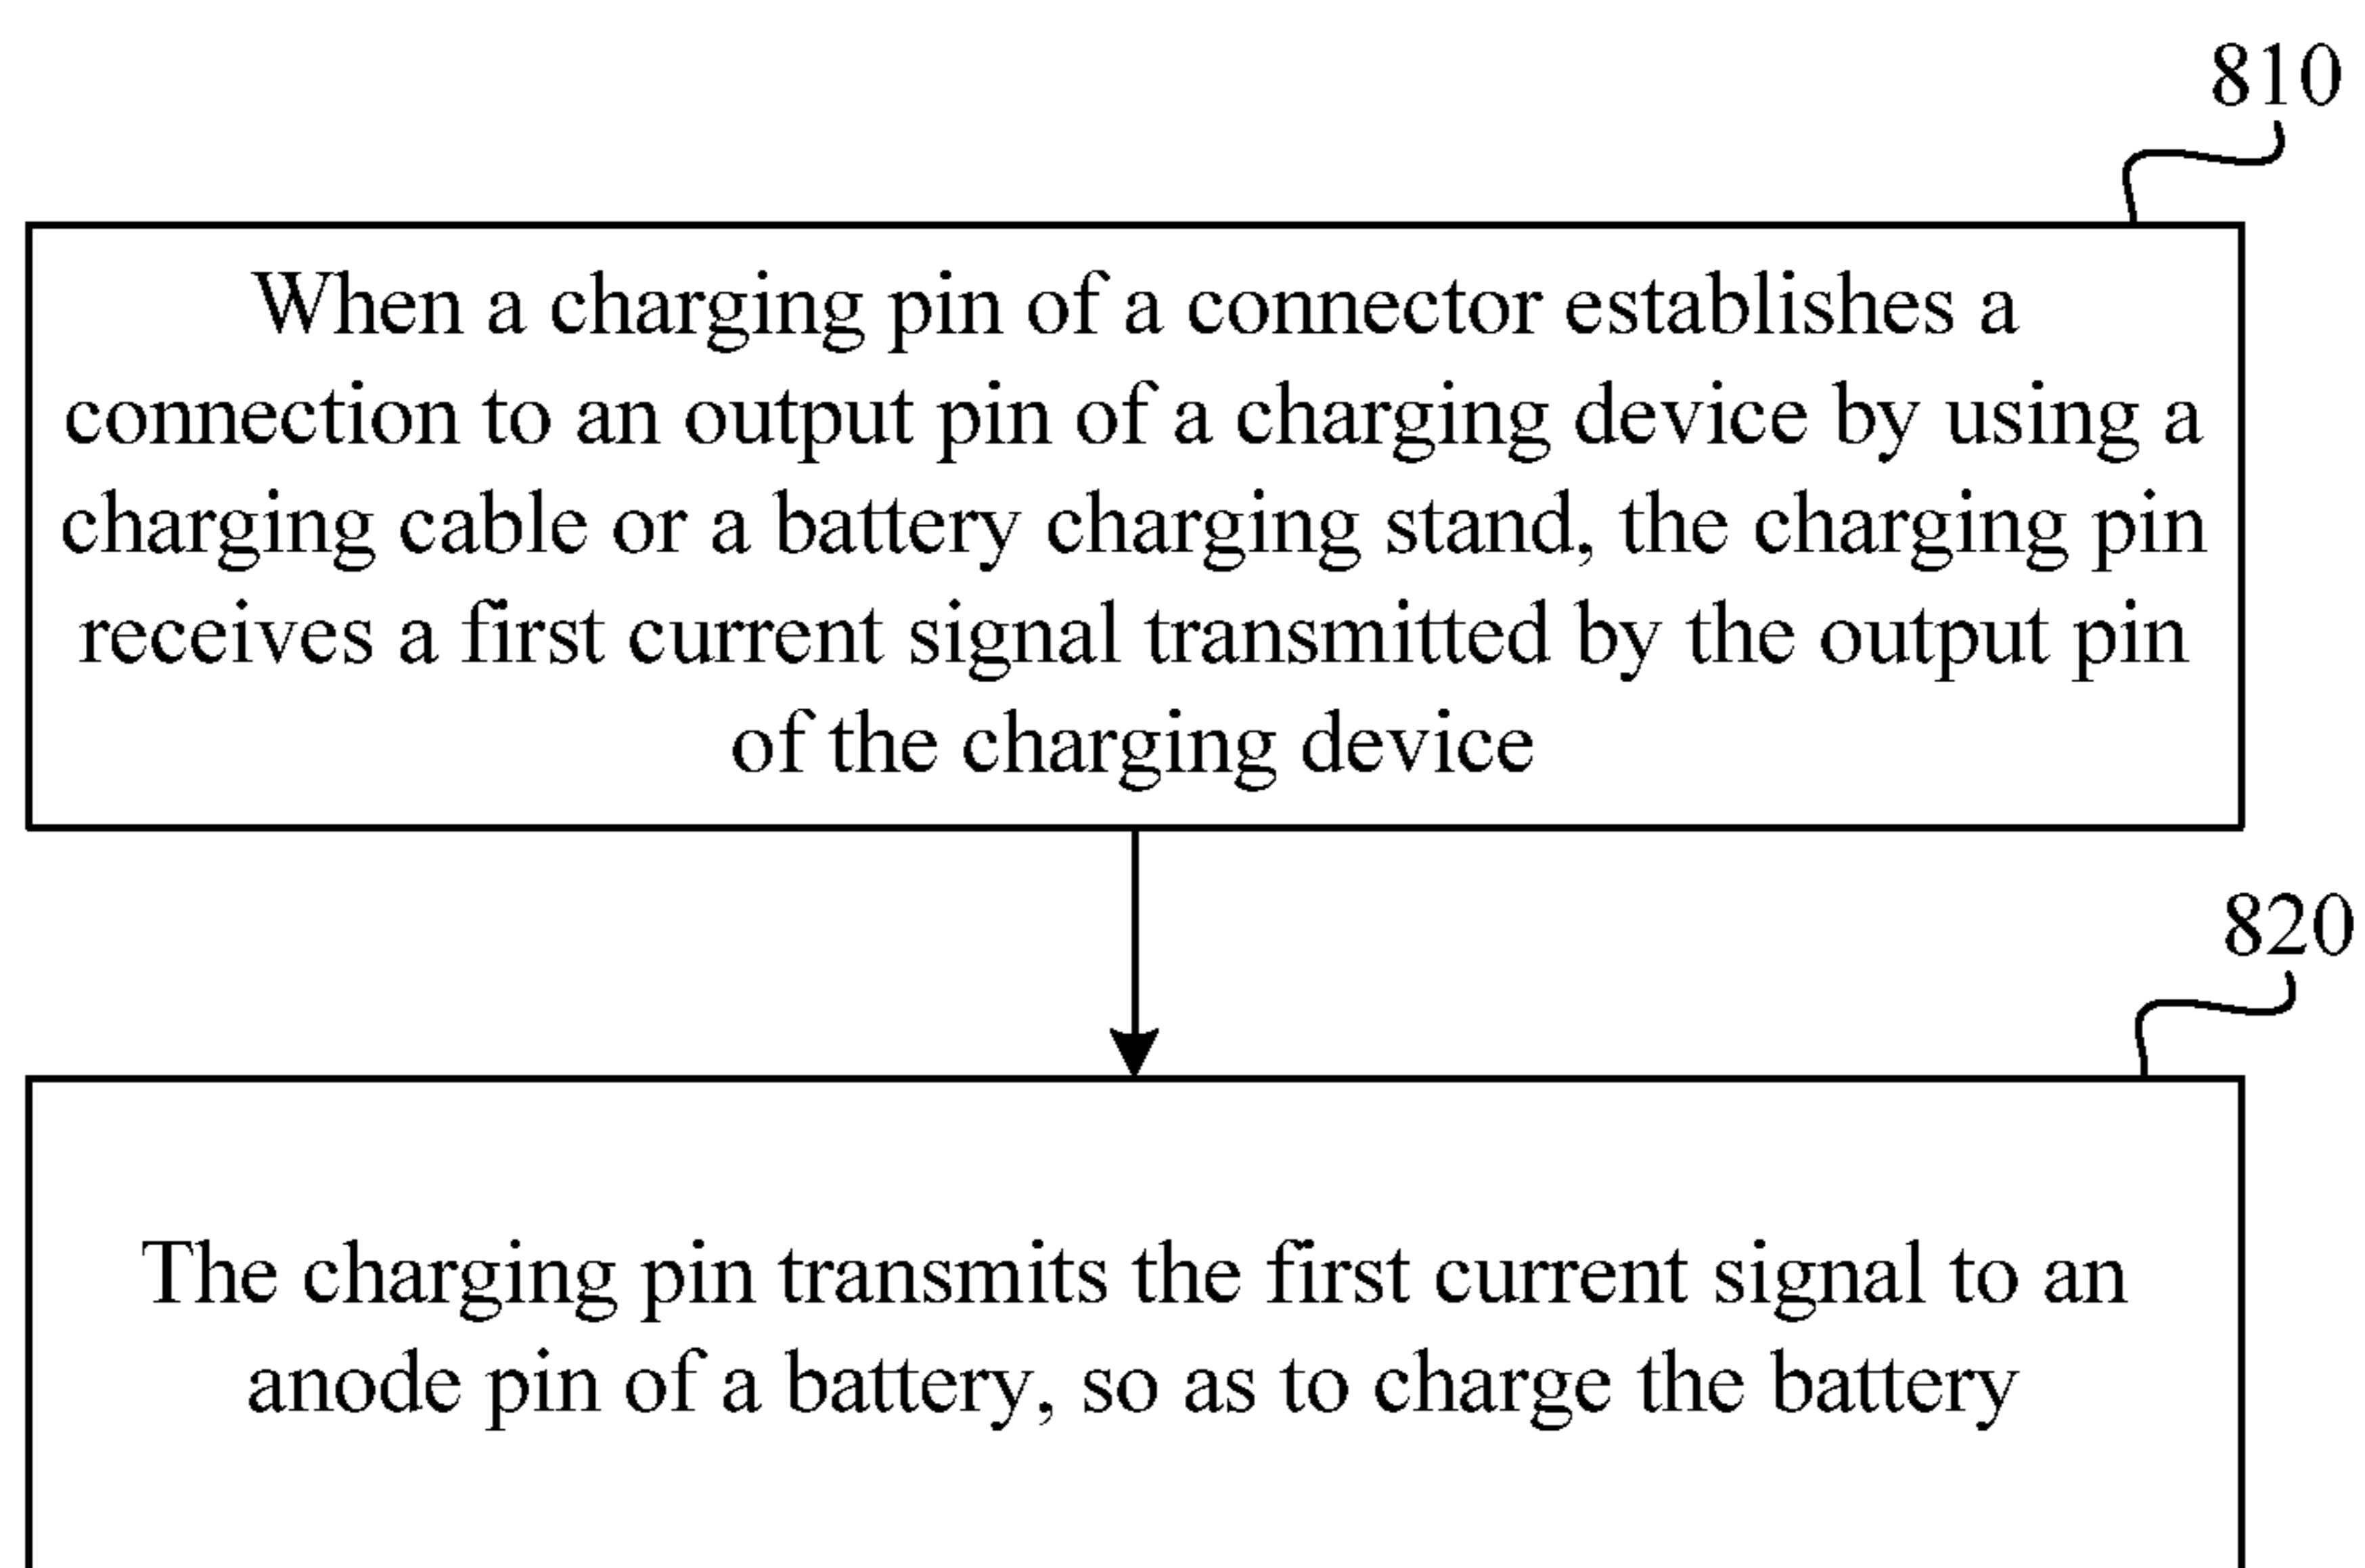 810
When a charging pin of a connector establishes a
connection to an output pin of a charging device by using a
charging cable or a battery charging stand, the charging pin
receives a first current signal transmitted by the output pin
of the charging device
820
The charging pin transmits the first current signal to an
anode pin of a battery, so as to charge the battery